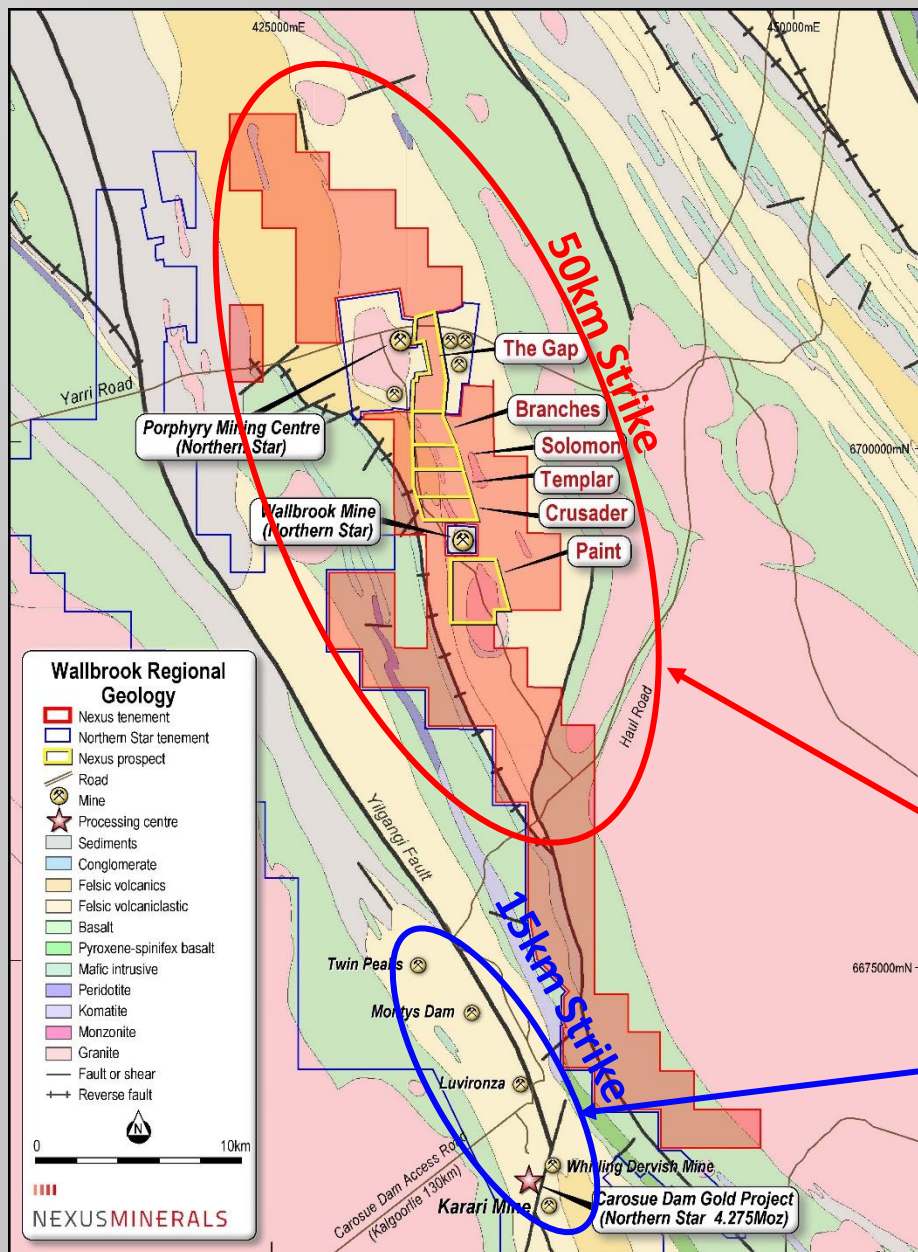 425000mE
450000mE
50km Strike
The Gap
Yarri Road
Branches
Porphyry Mining Centre
(Northern Star)
Solomon
6700000mN
Templar
Wallbrook Mine
(Northern Star)
Crusader
Paint
Wallbrook Regional
Geology
Nexus tenement
Northern Star tenement
Nexus prospect
Road
Mine
Processing centre
Sediments
Conglomerate
Felsic volcanics
Felsic volcaniclastic
Basalt
Pyroxene-spinifex basalt
Mafic intrusive
Peridotite
Komatite
Monzonite
Granite
Fault or shear
Reverse fault
N
0 10km
NEXUSMINERALS
Haul Road
Yilgangi Fault
15km Strike
Twin Peaks
6675000mN
Montys Dam
Luvironza
Carosue Dam Access Road
(Kalgoorlie 130km)
Whirling Dervish Mine
Karari Mine
Carosue Dam Gold Project
(Northern Star 4.275Moz)